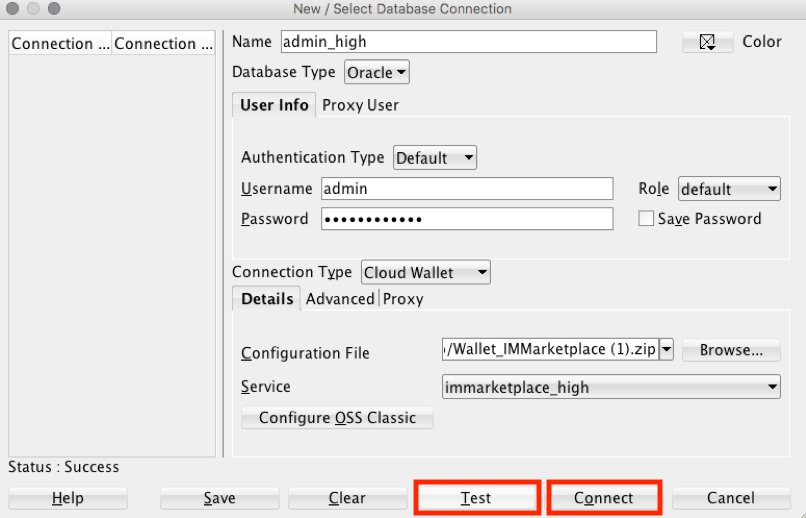 New / Select Database Connection
Connection ... Connection ...
Name admin_high Color
Database Type Oracle
User Info Proxy User
Authentication Type Default
Username admin Role default
Password •••••••••••• Save Password
Connection Type Cloud Wallet
Details Advanced Proxy
Configuration File /Wallet_IMMarketplace (1).zip Browse...
Service immarketplace_high
Configure OSS Classic
Status : Success
Help Save Clear Test Connect Cancel